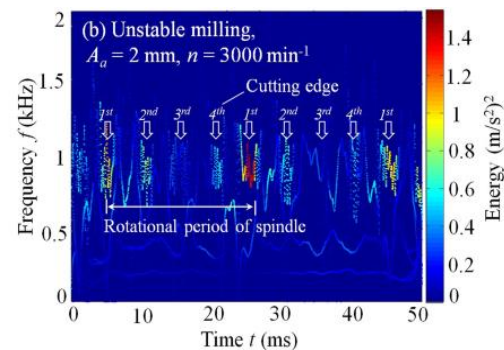 (b) Unstable milling,
Aₐ = 2 mm, n = 3000 min⁻¹
Cutting edge
1st 2nd 3rd 4th 1st 2nd 3rd 4th 1st
Rotational period of spindle
2
1.5
1
0.5
0
Frequency f (kHz)
0 10 20 30 40 50
Time t (ms)
1.4
1.2
1
0.8
0.6
0.4
0.2
0
Energy (m/s²)²